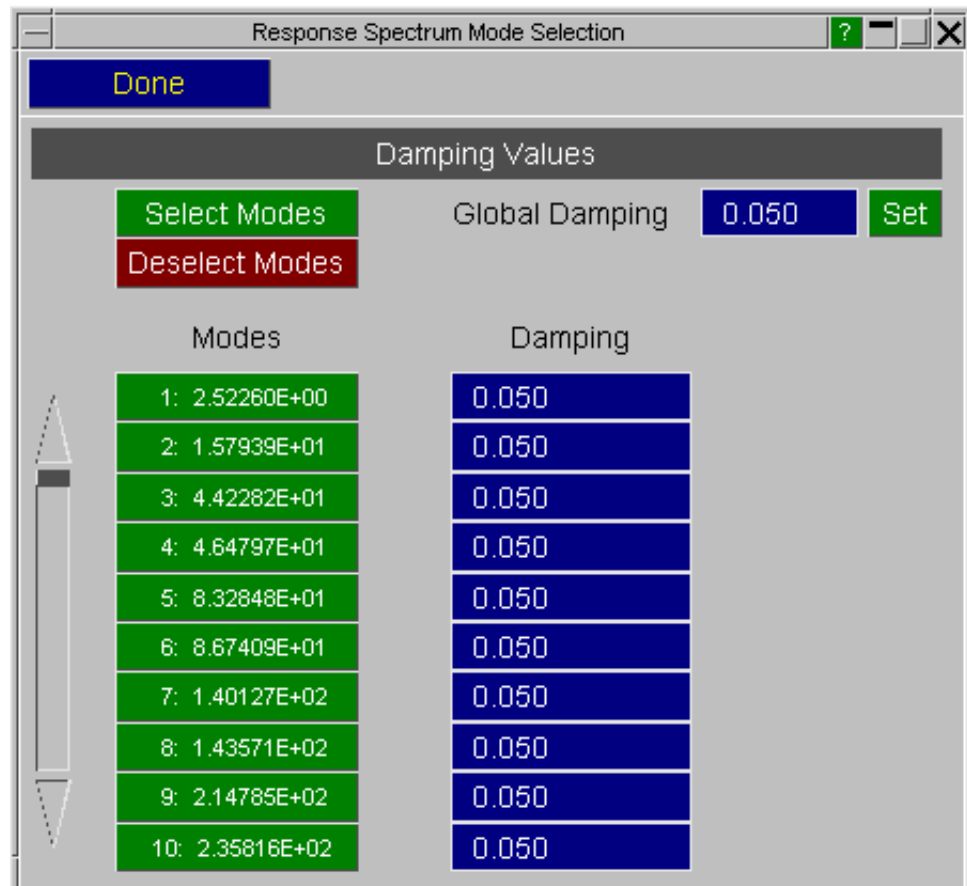 Response Spectrum Mode Selection ?
Done
Damping Values
Select Modes Global Damping 0.050 Set
Deselect Modes
Modes Damping
1: 2.52260E+00 0.050
2: 1.57939E+01 0.050
3: 4.42282E+01 0.050
4: 4.64797E+01 0.050
5: 8.32848E+01 0.050
6: 8.67409E+01 0.050
7: 1.40127E+02 0.050
8: 1.43571E+02 0.050
9: 2.14785E+02 0.050
10: 2.35816E+02 0.050